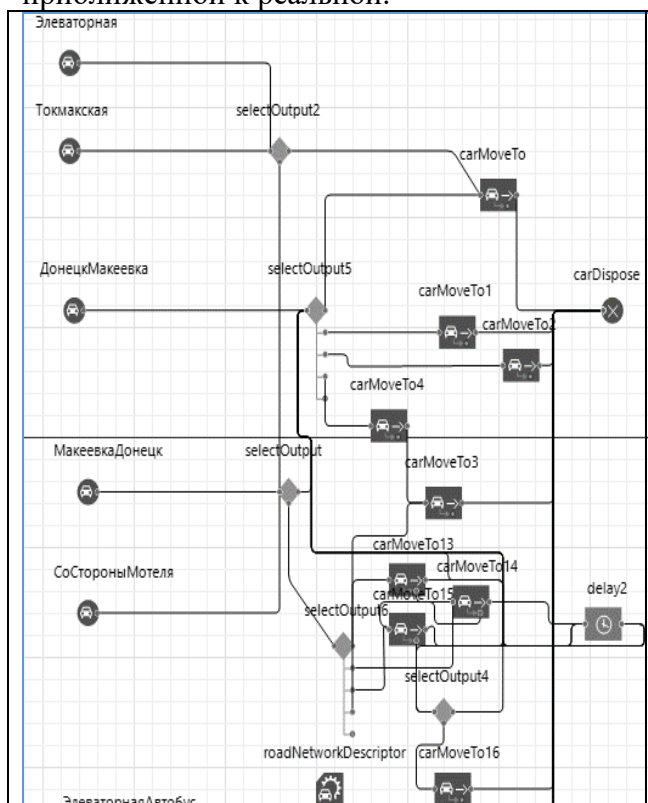 приближенной к реальной.
Элеваторная
Токмакская
selectOutput2
carMoveTo
ДонецкМакеевка
selectOutput5
carDispose
carMoveTo1
carMoveTo2
carMoveTo4
МакеевкаДонецк
selectOutput
carMoveTo3
carMoveTo13
СоСтороныМотеля
carMoveTo14
delay2
carMoveTo15
selectOutput6
selectOutput4
roadNetworkDescriptor
carMoveTo16
ЭлеваторнаяАвтобус